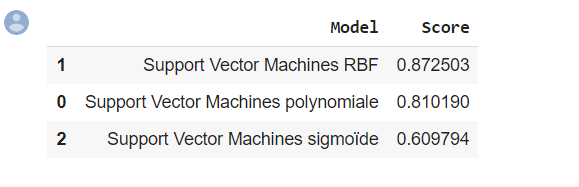 Model Score
1 Support Vector Machines RBF 0.872503
0 Support Vector Machines polynomiale 0.810190
2 Support Vector Machines sigmoïde 0.609794